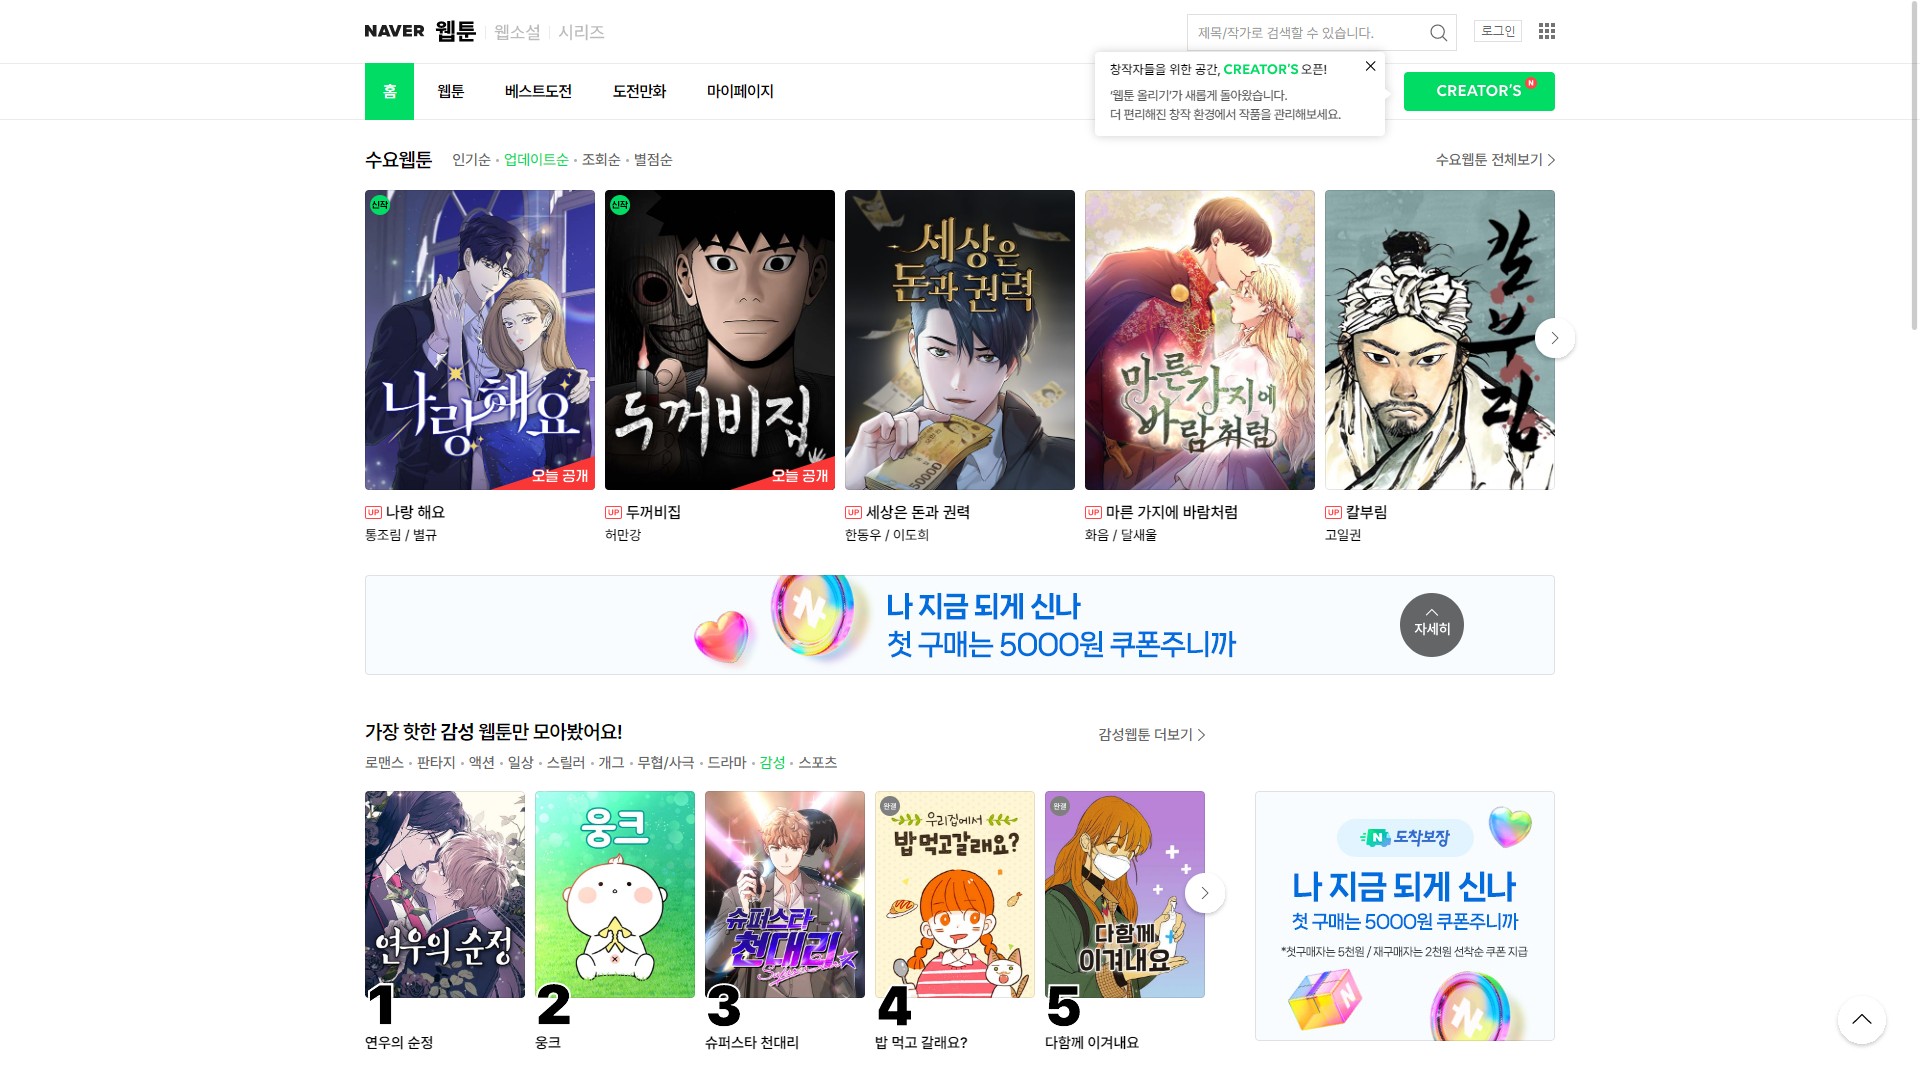 NAVER 웹툰 웹소설 시리즈
제목/작가로 검색할 수 있습니다.
로그인
홈 웹툰 베스트도전 도전만화 마이페이지
창작자들을 위한 공간, CREATOR'S 오픈!
'웹툰 올리기'가 새롭게 돌아왔습니다.
더 편리해진 창작 환경에서 작품을 관리해보세요.
CREATOR'S N
수요웹툰 인기순 업데이트순 조회순 별점순
수요웹툰 전체보기
신작
나랑 해요
오늘 공개
신작
두꺼비집
오늘 공개
세상은
돈과 권력
50000
마른 가지에
바람처럼
칼부림
UP 나랑 해요
통조림 / 별규
UP 두꺼비집
허만강
UP 세상은 돈과 권력
한동우 / 이도희
UP 마른 가지에 바람처럼
화음 / 달새울
UP 칼부림
고일권
N
나 지금 되게 신나
첫 구매는 5000원 쿠폰주니까
자세히
가장 핫한 감성 웹툰만 모아봤어요!
감성웹툰 더보기
로맨스 판타지 액션 일상 스릴러 개그 무협/사극 드라마 감성 스포츠
연우의 순정
웅크
슈퍼스타
천대리
완결
우리집에서
밥 먹고갈래요?
완결
다함께
이겨내요
1
연우의 순정
2
웅크
3
슈퍼스타 천대리
4
밥 먹고 갈래요?
5
다함께 이겨내요
N 도착보장
나 지금 되게 신나
첫 구매는 5000원 쿠폰주니까
*첫구매자는 5천원 / 재구매자는 2천원 선착순 쿠폰 지급
N
N